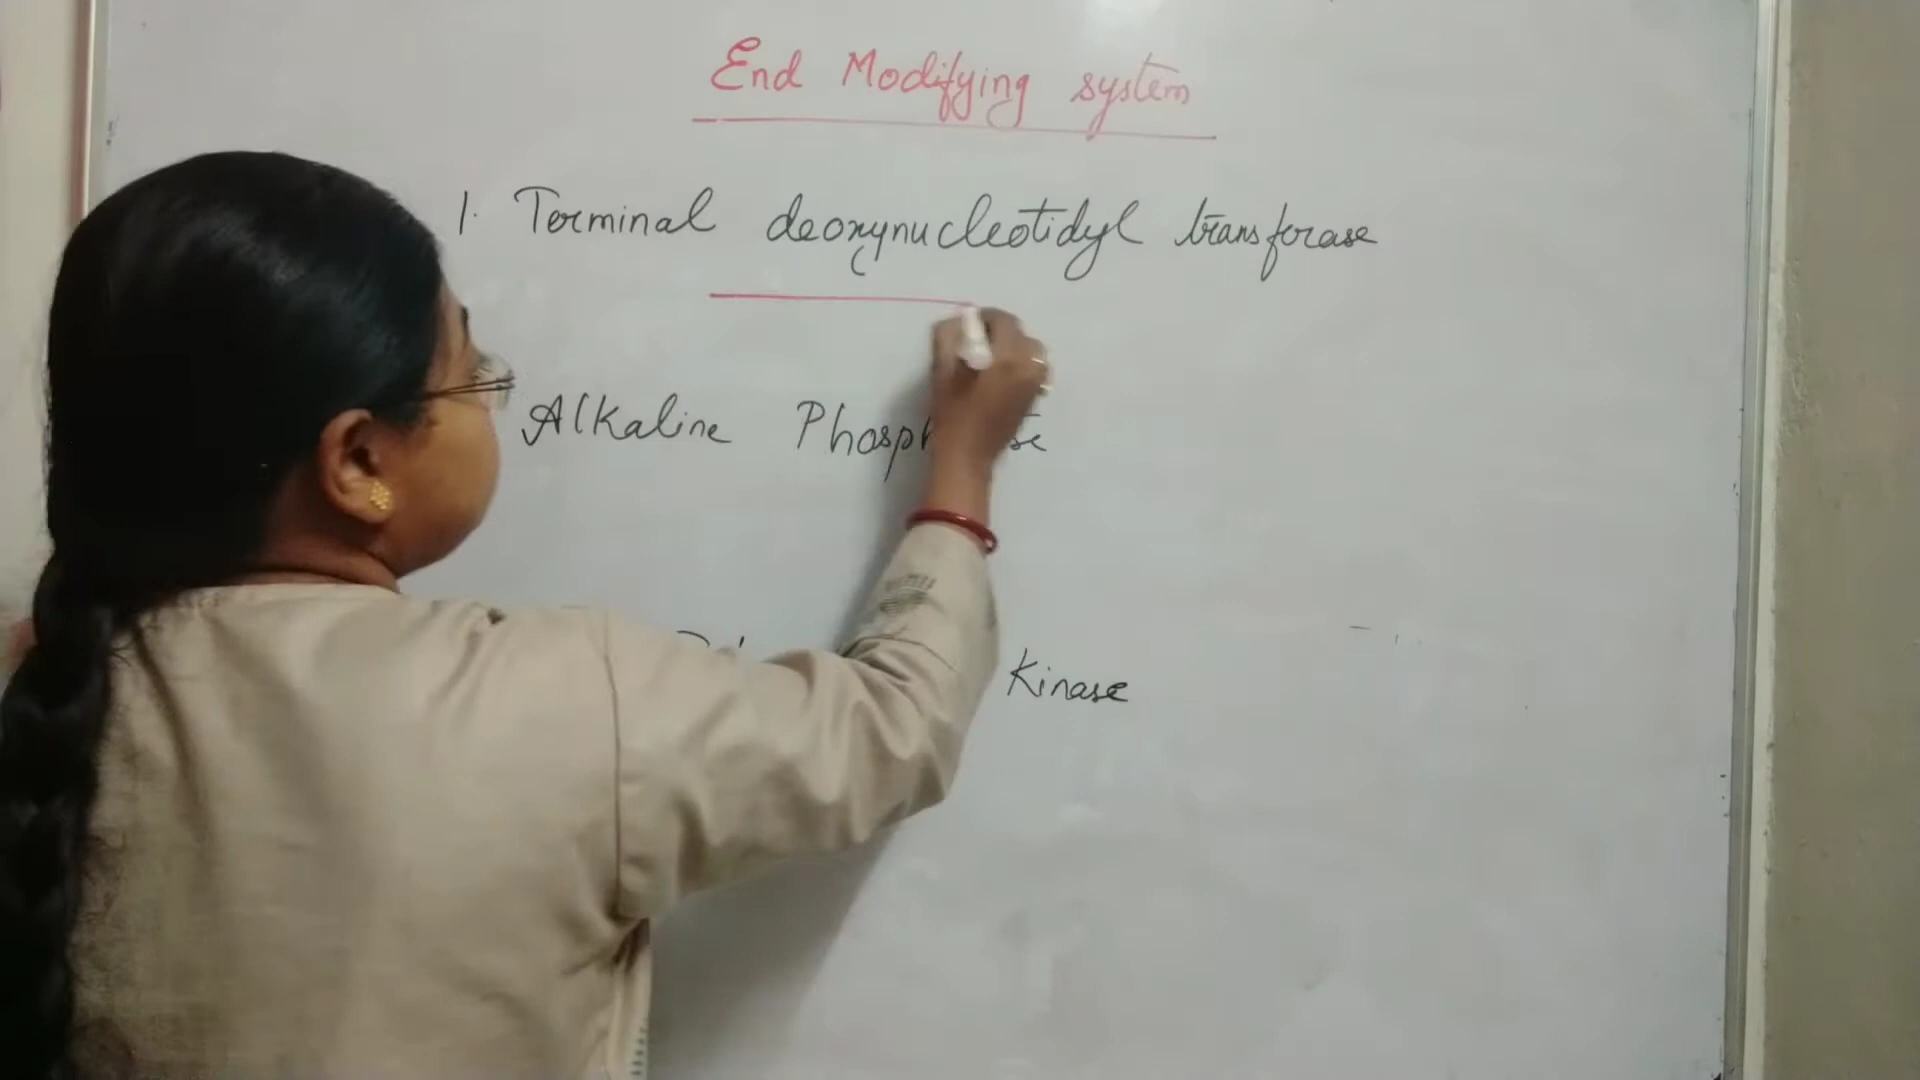 End Modifying system
1. Terminal deoxynucleotidyl transferase
Alkaline
Kinase